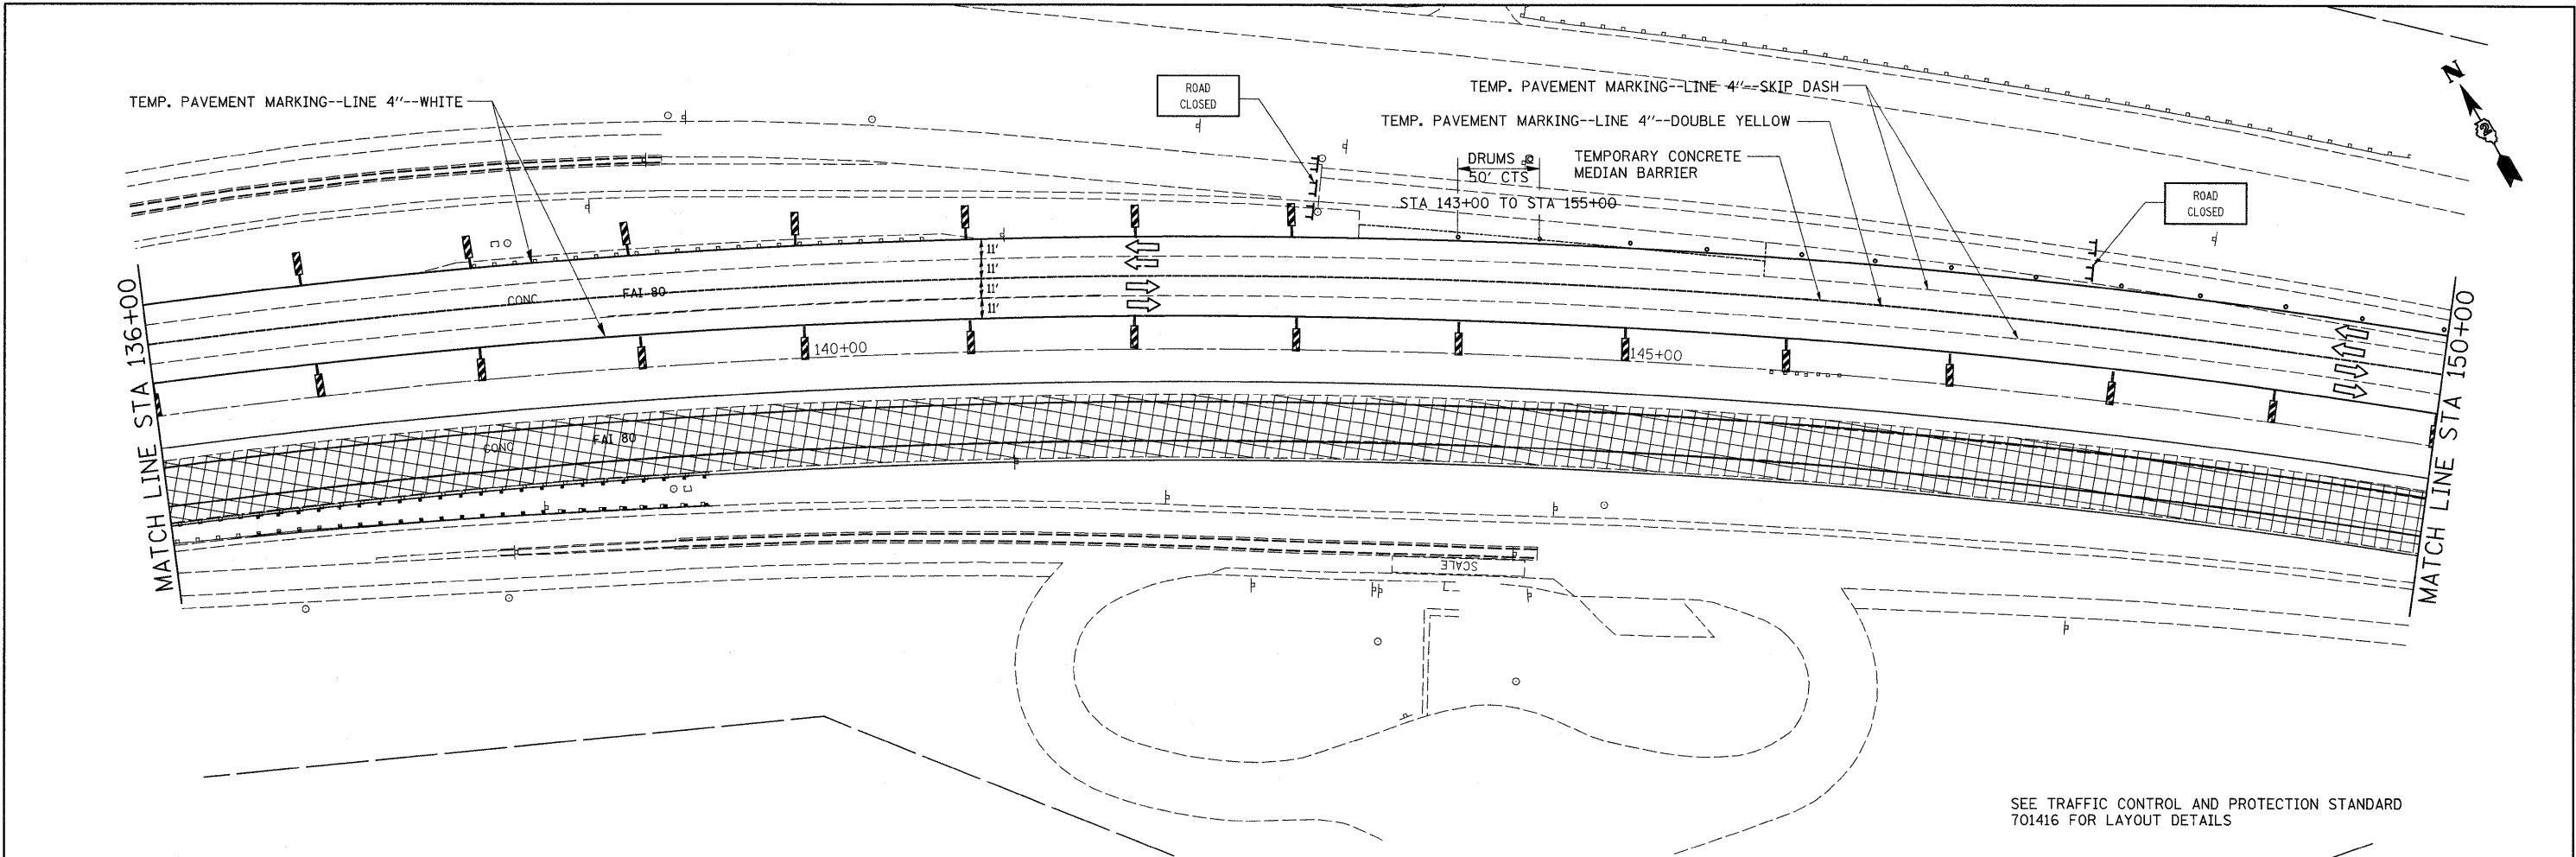 TEMP. PAVEMENT MARKING--LINE 4"--WHITE
ROAD
CLOSED
TEMP. PAVEMENT MARKING--LINE 4"--SKIP DASH
TEMP. PAVEMENT MARKING--LINE 4"--DOUBLE YELLOW
DRUMS @
50' CTS
TEMPORARY CONCRETE
MEDIAN BARRIER
STA 143+00 TO STA 155+00
ROAD
CLOSED
N
2
11'
11'
11'
11'
CONC
FAI 80
140+00
145+00
CONC
FAI 80
MATCH LINE STA 136+00
MATCH LINE STA 150+00
SCALE
SEE TRAFFIC CONTROL AND PROTECTION STANDARD
701416 FOR LAYOUT DETAILS